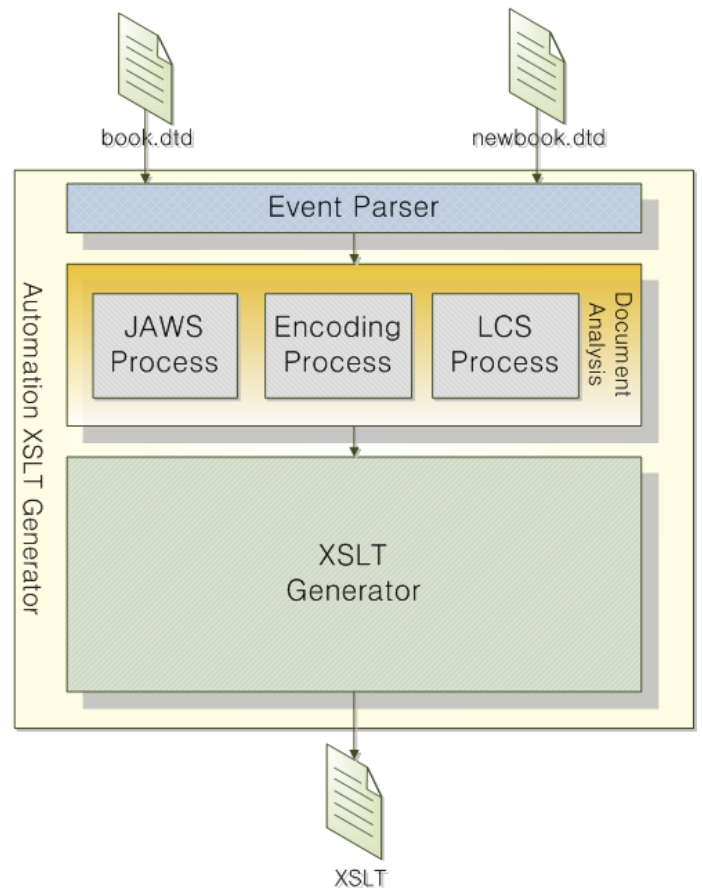 book.dtd
newbook.dtd
Event Parser
JAWS
Process
Encoding
Process
LCS
Process
Document
Analysis
Automation XSLT Generator
XSLT
Generator
XSLT